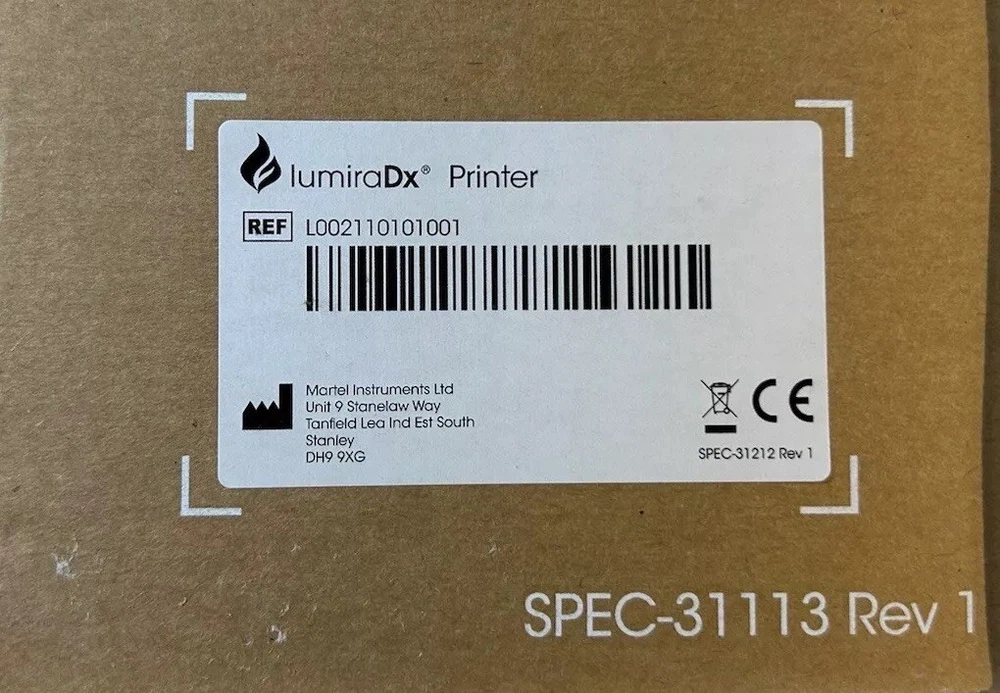 lumiraDx® Printer
REF L002110101001
Martel Instruments Ltd
Unit 9 Stanelaw Way
Tanfield Lea Ind Est South
Stanley
DH9 9XG
CE
SPEC-31212 Rev 1
SPEC-31113 Rev 1